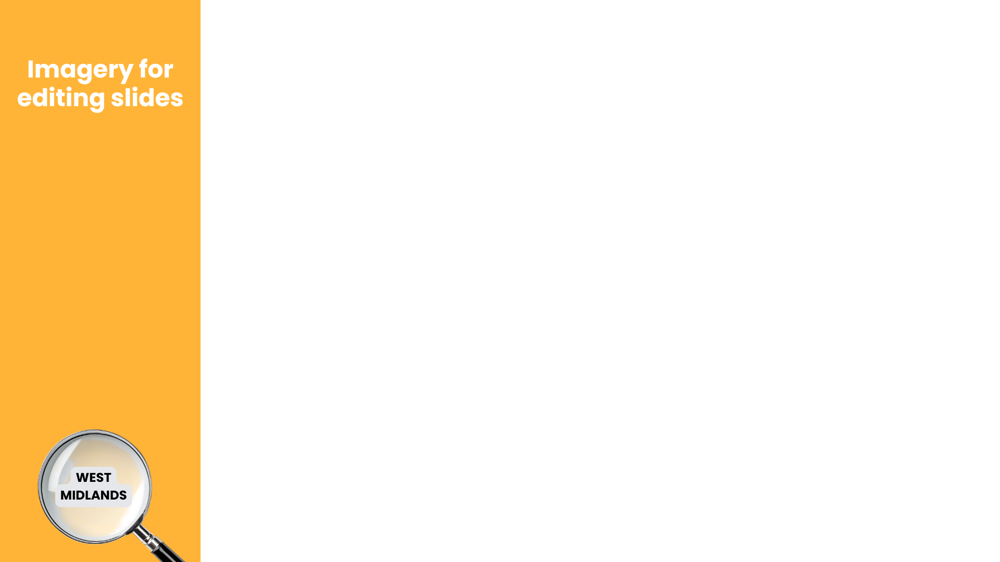 Imagery for
editing slides
WEST
MIDLANDS